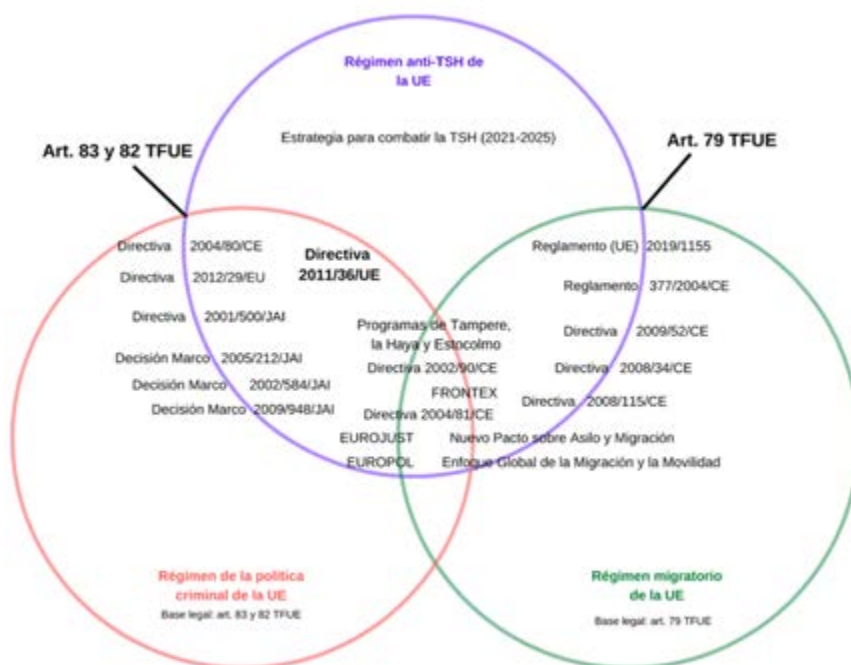 Régimen anti-TSH de
la UE
Estrategia para combatir la TSH (2021-2025)
Art. 83 y 82 TFUE
Art. 79 TFUE
Directiva 2004/80/CE
Directiva 2012/29/EU
Directiva 2001/500/JAI
Decisión Marco 2005/212/JAI
Decisión Marco 2002/584/JAI
Decisión Marco 2009/948/JAI
Directiva
2011/36/UE
Programas de Tampere,
la Haya y Estocolmo
Directiva 2002/90/CE
FRONTEX
Directiva 2004/81/CE
EUROJUST
EUROPOL
Reglamento (UE) 2019/1155
Reglamento 377/2004/CE
Directiva 2009/52/CE
Directiva 2008/34/CE
Directiva 2008/115/CE
Nuevo Pacto sobre Asilo y Migración
Enfoque Global de la Migración y la Movilidad
Régimen de la política
criminal de la UE
Base legal: art. 83 y 82 TFUE
Régimen migratorio
de la UE
Base legal: art. 79 TFUE